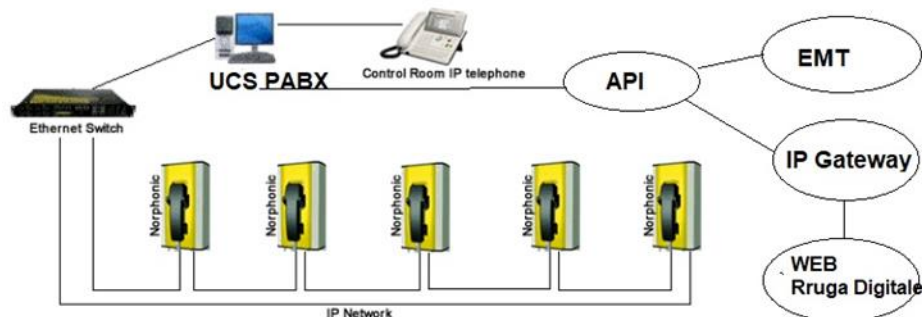 EMT
UCS PABX
Control Room IP telephone
API
Ethernet Switch
IP Gateway
Norphonic
Norphonic
Norphonic
Norphonic
Norphonic
WEB
Rruga Digitale
IP Network